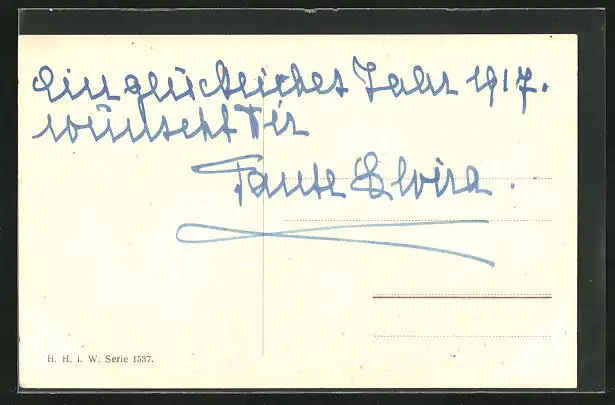 Ein glückliches Jahr 1917.
wünscht Dir
Tante Elvira.
H. H. i. W. Serie 1537.